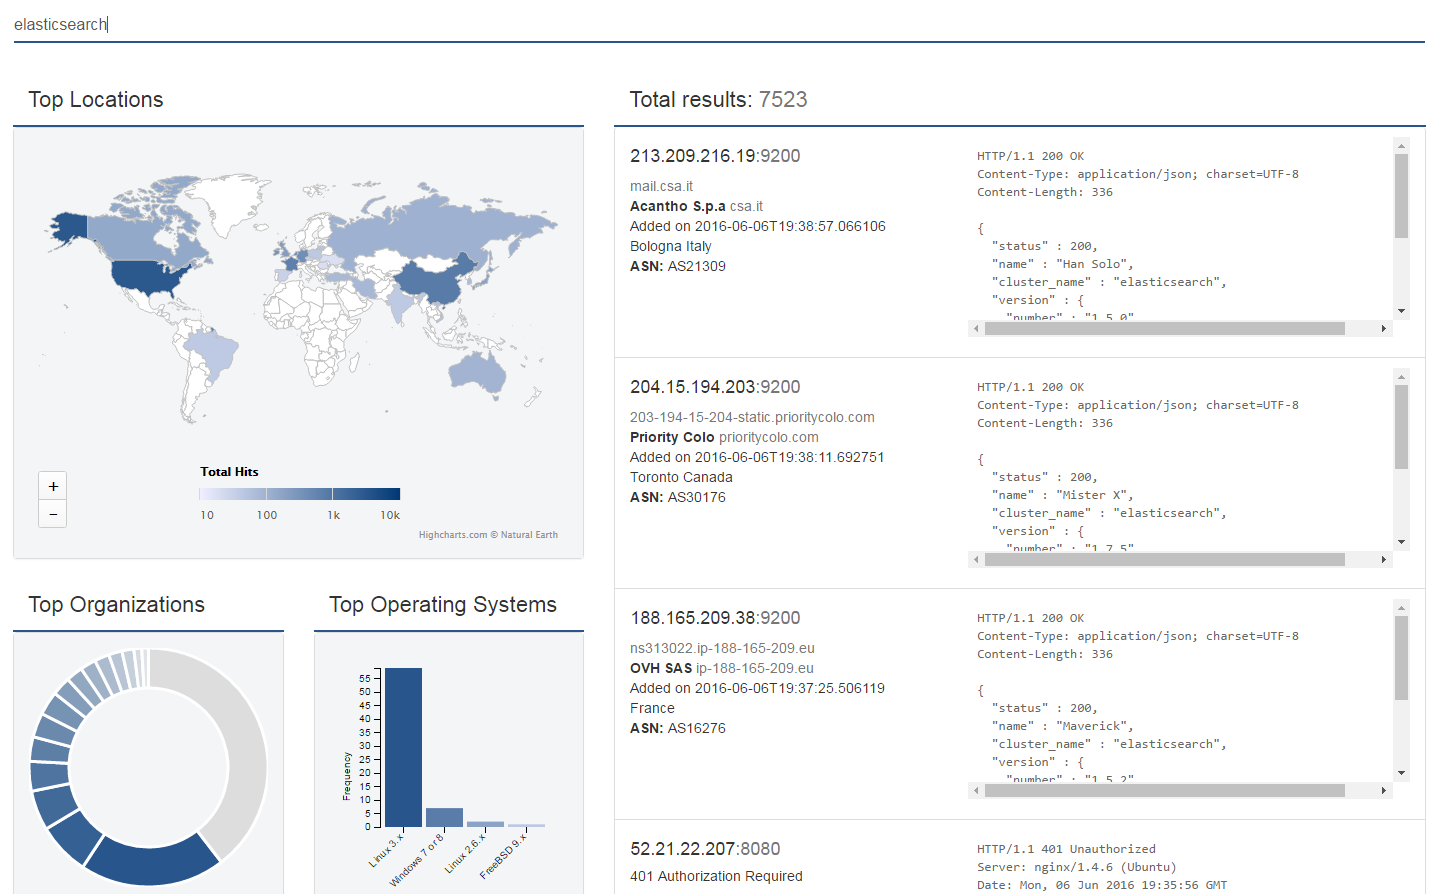 elasticsearch
Top Locations
Total Hits
10 100 1k 10k
+
−
Highcharts.com © Natural Earth
Top Organizations
Top Operating Systems
55
50
45
40
35
30
25
20
15
10
5
0
Frequency
Linux 3.x
Windows 7 or 8
Linux 2.6.x
FreeBSD 9.x
Total results: 7523
213.209.216.19:9200
mail.csa.it
Acantho S.p.a csa.it
Added on 2016-06-06T19:38:57.066106
Bologna Italy
ASN: AS21309
HTTP/1.1 200 OK
Content-Type: application/json; charset=UTF-8
Content-Length: 336
{
"status" : 200,
"name" : "Han Solo",
"cluster_name" : "elasticsearch",
"version" : {
"number" : "1.5.0"
204.15.194.203:9200
203-194-15-204-static.prioritycolo.com
Priority Colo prioritycolo.com
Added on 2016-06-06T19:38:11.692751
Toronto Canada
ASN: AS30176
HTTP/1.1 200 OK
Content-Type: application/json; charset=UTF-8
Content-Length: 336
{
"status" : 200,
"name" : "Mister X",
"cluster_name" : "elasticsearch",
"version" : {
"number" : "1.7.5"
188.165.209.38:9200
ns313022.ip-188-165-209.eu
OVH SAS ip-188-165-209.eu
Added on 2016-06-06T19:37:25.506119
France
ASN: AS16276
HTTP/1.1 200 OK
Content-Type: application/json; charset=UTF-8
Content-Length: 336
{
"status" : 200,
"name" : "Maverick",
"cluster_name" : "elasticsearch",
"version" : {
"number" : "1.5.2"
52.21.22.207:8080
401 Authorization Required
HTTP/1.1 401 Unauthorized
Server: nginx/1.4.6 (Ubuntu)
Date: Mon, 06 Jun 2016 19:35:56 GMT